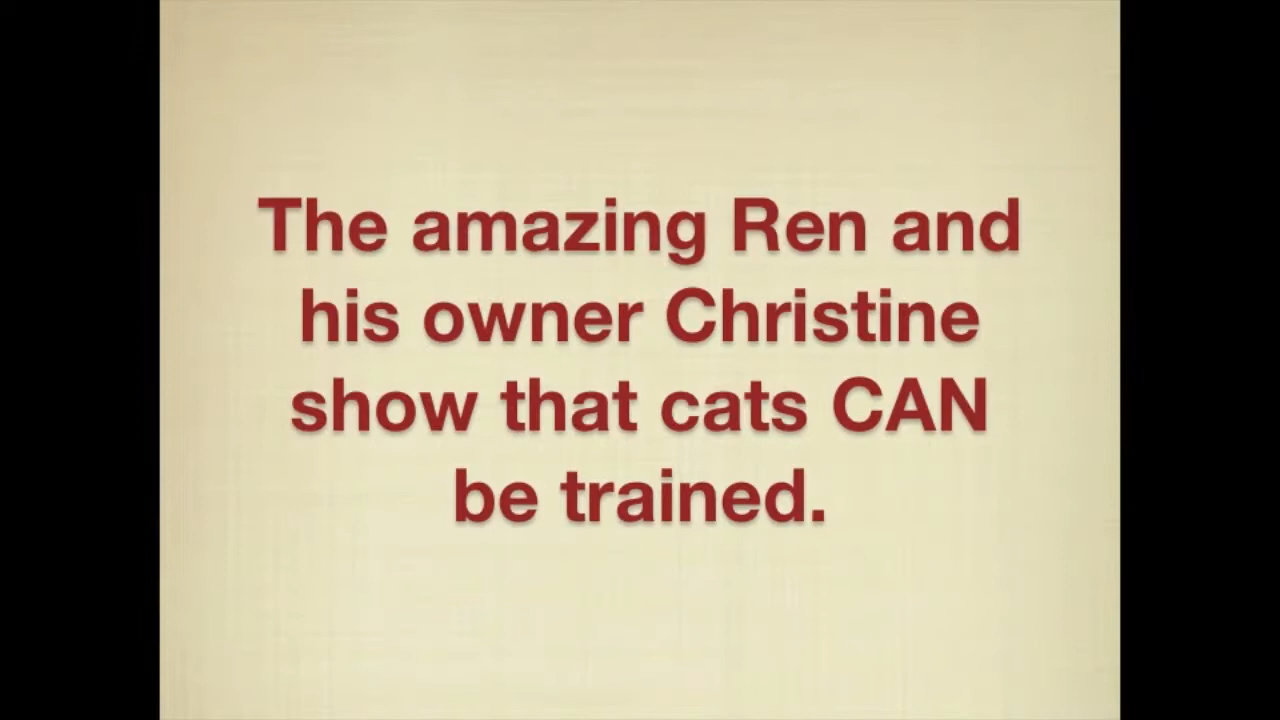 The amazing Ren and
his owner Christine
show that cats CAN
be trained.